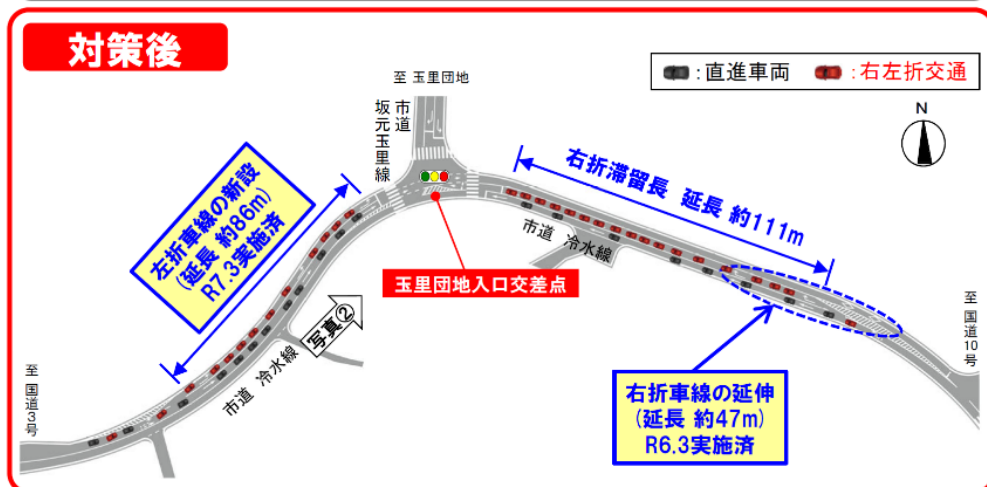 対策後
:直進車両 :右左折交通
至 玉里団地
市道
坂元玉里線
N
右折滞留長 延長 約111m
左折車線の新設
(延長 約86m)
R7.3実施済
市道 冷水線
玉里団地入口交差点
至 国道10号
写真②
市道 冷水線
至 国道3号
右折車線の延伸
(延長 約47m)
R6.3実施済